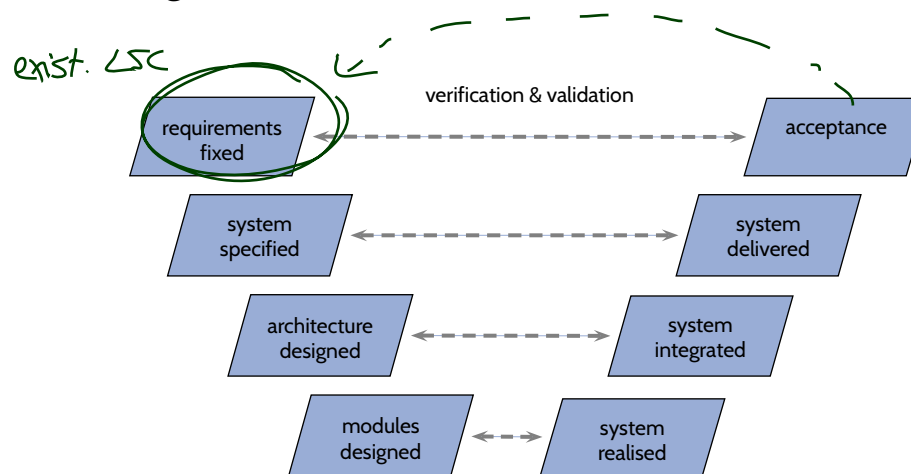 exist. LSC
verification & validation
requirements
fixed
acceptance
system
specified
system
delivered
architecture
designed
system
integrated
modules
designed
system
realised